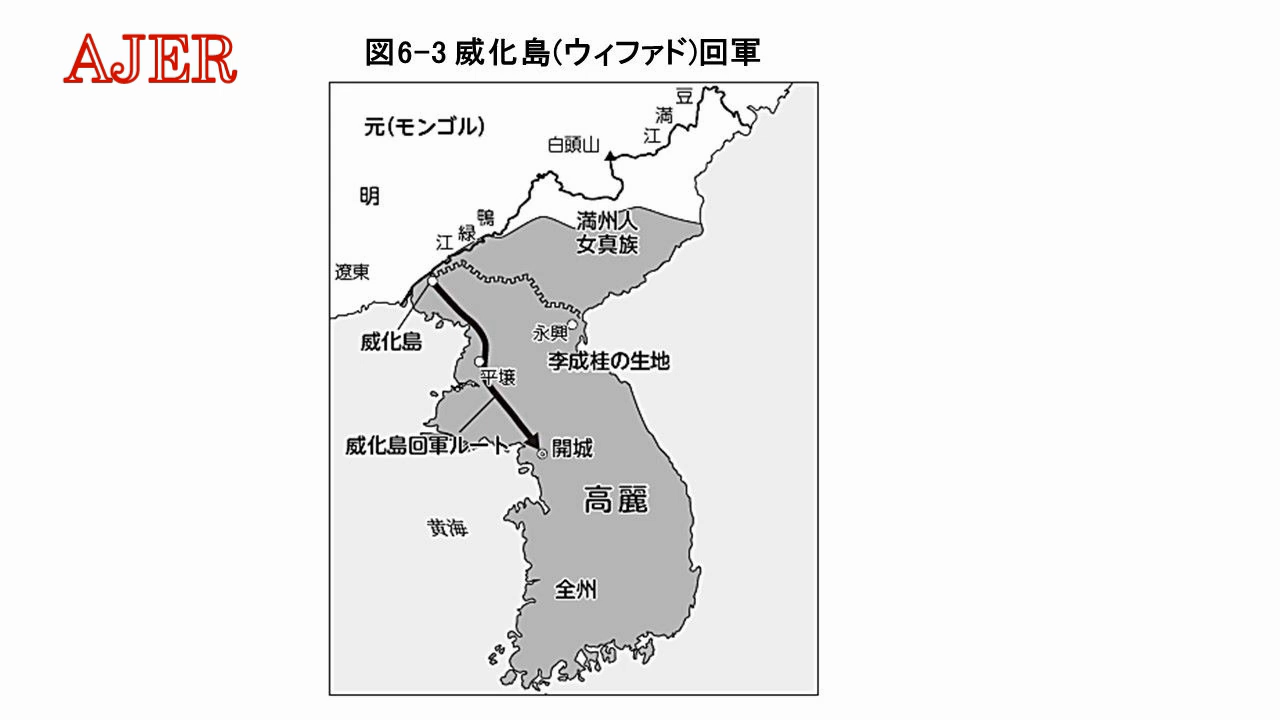 AJER
図6-3 威化島(ウィファド)回軍
元(モンゴル)
明
遼東
豆満江
白頭山
鴨緑江
満州人
女真族
威化島
永興
李成桂の生地
平壌
威化島回軍ルート
開城
高麗
黄海
全州